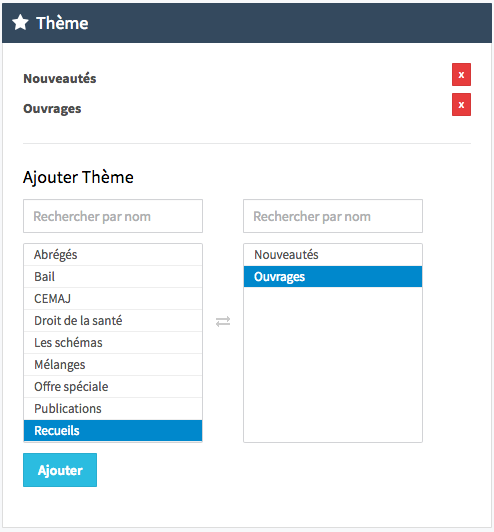 Thème
Nouveautés x
Ouvrages x
Ajouter Thème
Rechercher par nom
Abrégés
Bail
CEMAJ
Droit de la santé
Les schémas
Mélanges
Offre spéciale
Publications
Recueils
Rechercher par nom
Nouveautés
Ouvrages
Ajouter